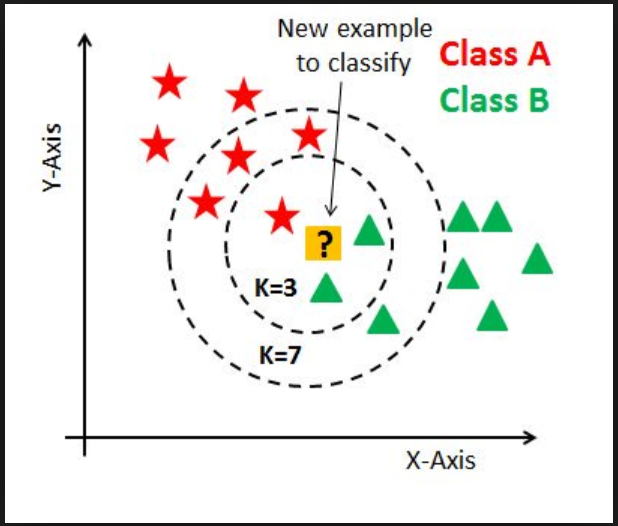 New example
to classify
Class A
Class B
Y-Axis
?
K=3
K=7
X-Axis